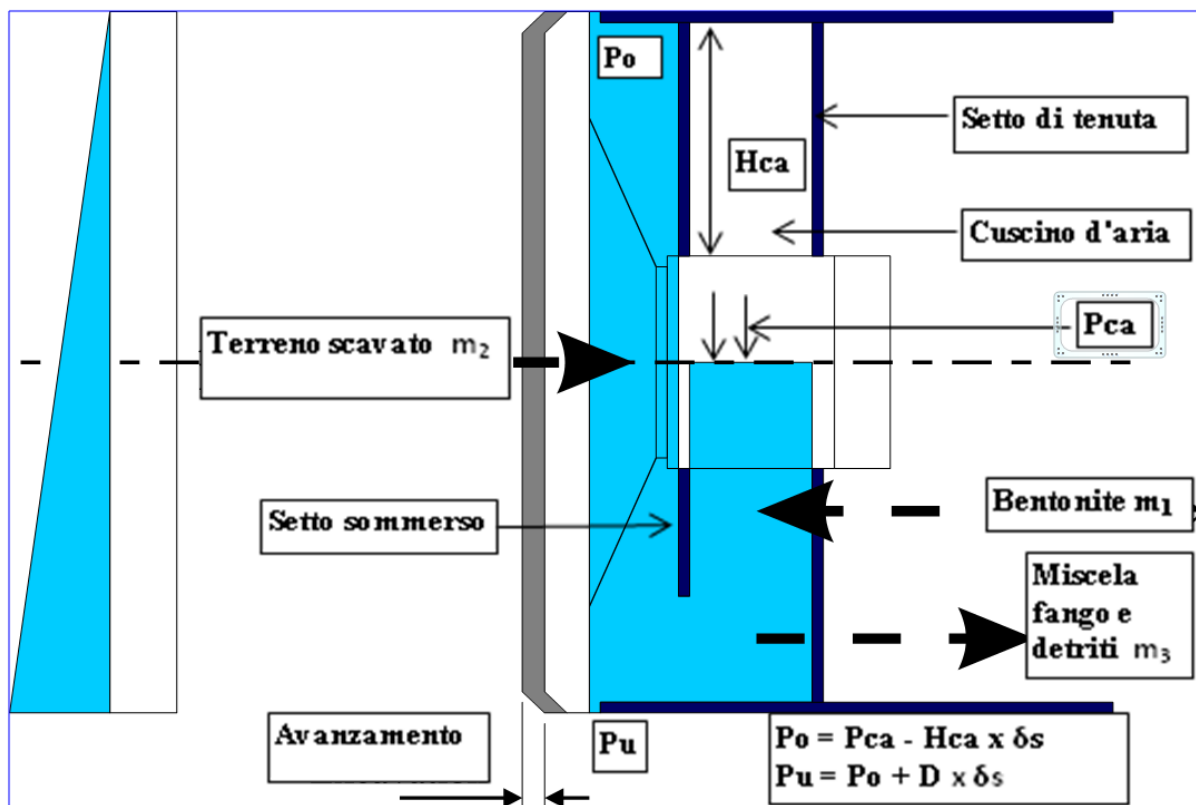 Po
Setto di tenuta
Hca
Cuscino d'aria
Pca
Terreno scavato m₂
Setto sommerso
Bentonite m₁
Miscela
fango e
detriti m₃
Avanzamento
Pu
Po = Pca - Hca x δs
Pu = Po + D x δs